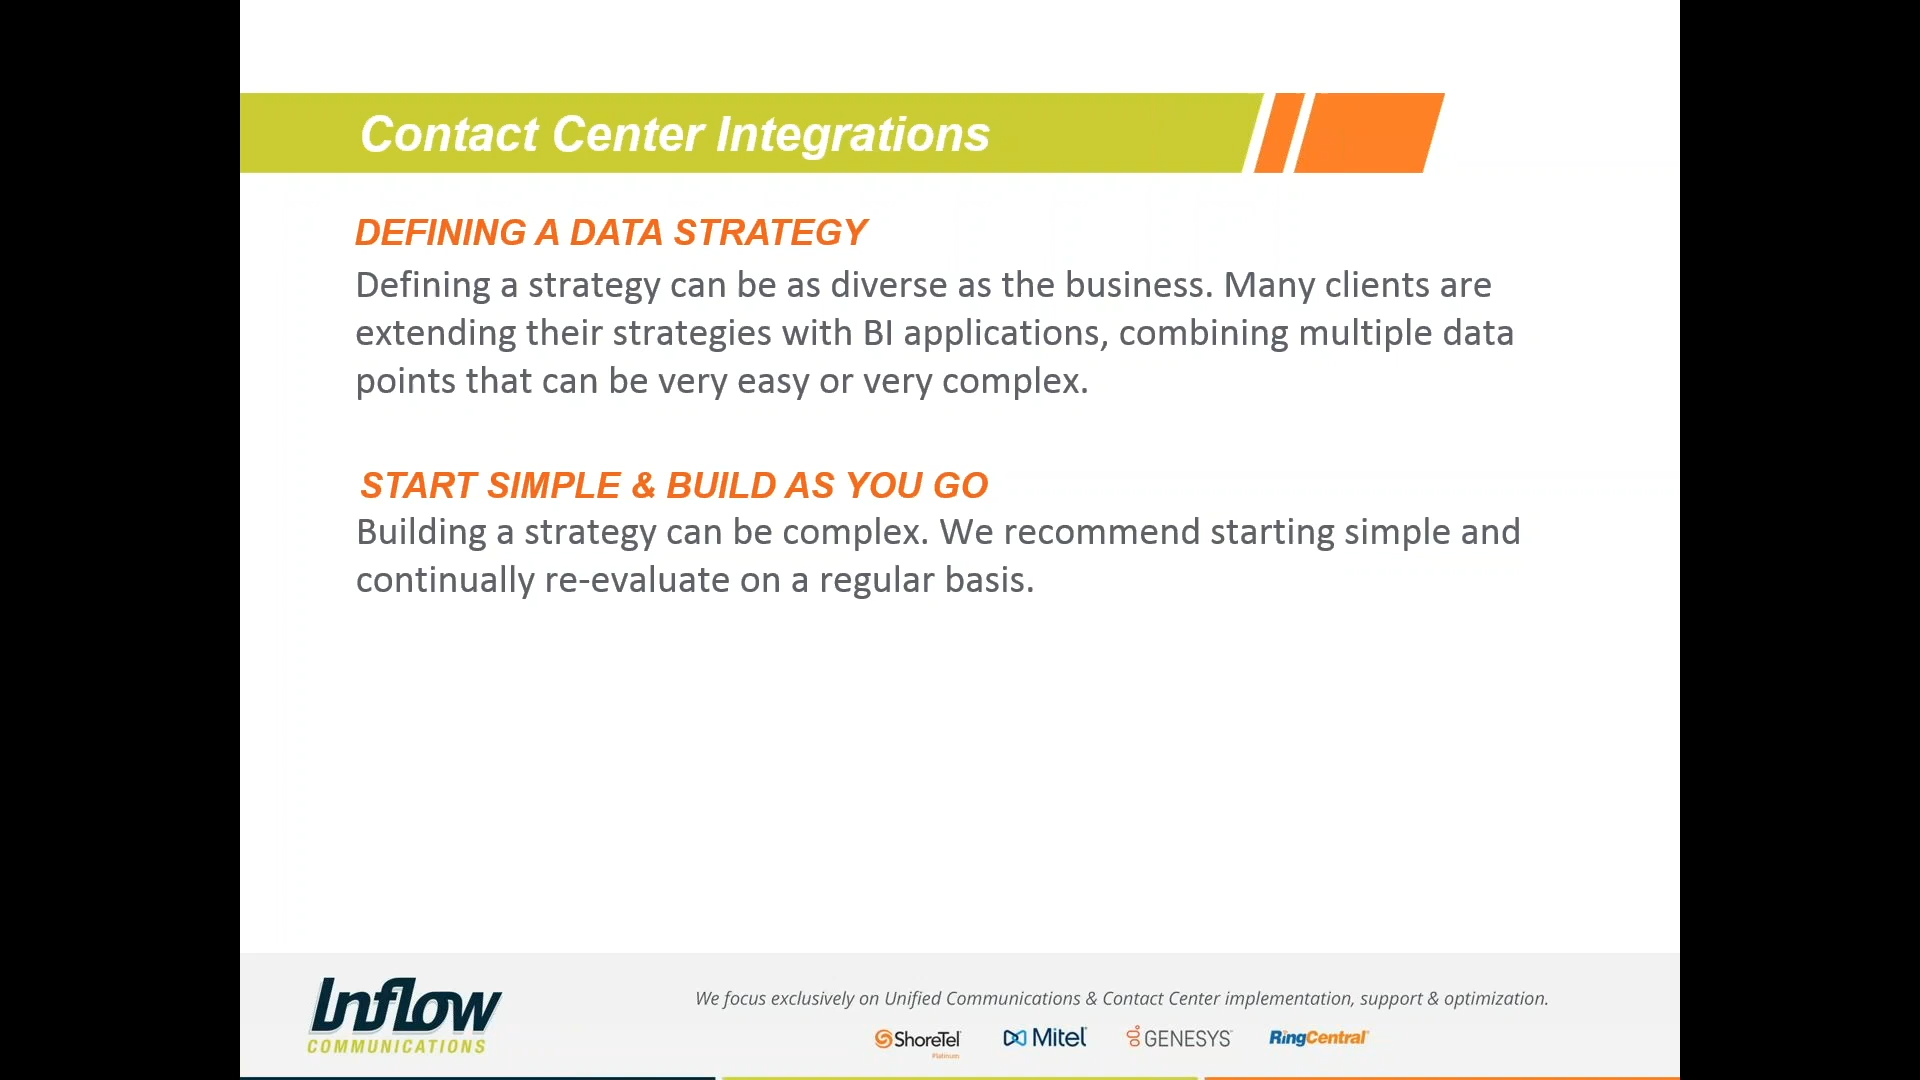 Contact Center Integrations
DEFINING A DATA STRATEGY
Defining a strategy can be as diverse as the business. Many clients are
extending their strategies with BI applications, combining multiple data
points that can be very easy or very complex.
START SIMPLE & BUILD AS YOU GO
Building a strategy can be complex. We recommend starting simple and
continually re-evaluate on a regular basis.
Inflow
COMMUNICATIONS
We focus exclusively on Unified Communications & Contact Center implementation, support & optimization.
ShoreTel Mitel GENESYS RingCentral
Platinum